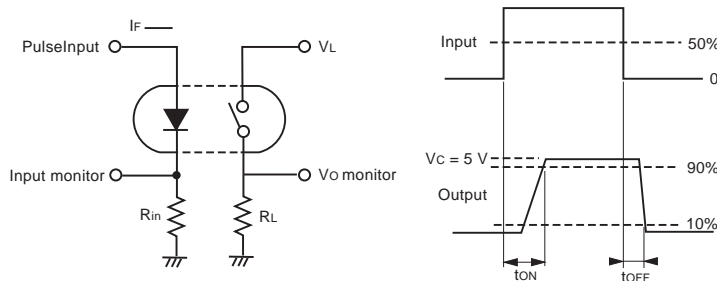 IF
PulseInput
VL
Input monitor
VO monitor
Rin
RL
Input
50%
0
VC = 5 V
90%
Output
10%
tON
tOFF